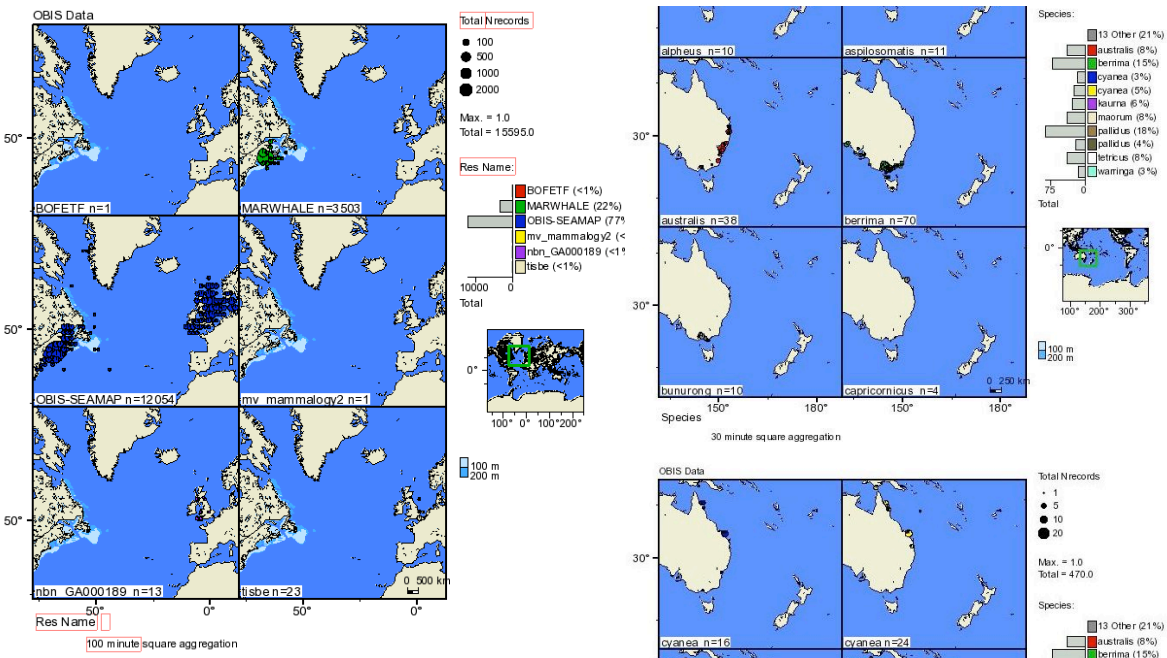 OBIS Data
BOFETF n=1
MARWHALE n=3503
50°
OBIS-SEAMAP n=12054
mv_mammalogy2 n=1
50°
nbn_GA000189 n=13
tisbe n=23
50°
0 500 km
50° 0° 50° 0°
Res Name
100 minute square aggregation
Total Nrecords
100
500
1000
2000
Max. = 1.0
Total = 15595.0
Res Name:
BOFETF (<1%)
MARWHALE (22%)
OBIS-SEAMAP (77%
mv_mammalogy2 (<
nbn_GA000189 (<1%
tisbe (<1%)
10000 0
Total
0°
100° 0° 100° 200°
100 m
200 m
alpheus n=10
aspilosomatis n=11
30°
australis n=38
berrima n=70
30°
bunurong n=10
capricornicus n=4
0 250 km
150° 180° 150° 180°
Species
30 minute square aggregation
Species:
13 Other (21%)
australis (8%)
berrima (15%)
cyanea (3%)
cyanea (5%)
kaurna (6%)
maorum (8%)
pallidus (18%)
pallidus (4%)
tetricus (8%)
warringa (3%)
75 0
Total
0°
100° 200° 300°
100 m
200 m
OBIS Data
30°
cyanea n=16
cyanea n=24
Total Nrecords
1
5
10
20
Max. = 1.0
Total = 470.0
Species:
13 Other (21%)
australis (8%)
berrima (15%)